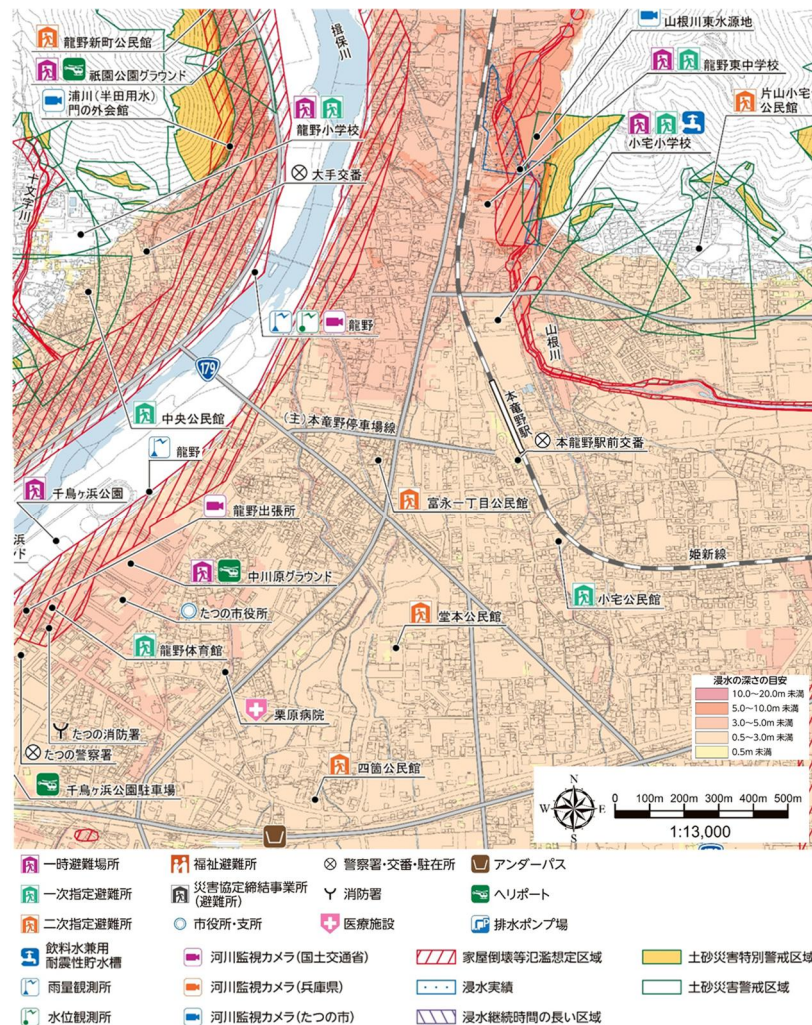 龍野新町公民館
祇園公園グラウンド
浦川(半田用水)
門の外会館
龍野小学校
大手交番
揖保川
山根川東水源地
龍野東中学校
片山小宅
公民館
小宅小学校
十文字川
龍野
179
山根川
中央公民館
(主)本竜野停車場線
本竜野駅
本龍野駅前交番
龍野
千鳥ヶ浜公園
龍野出張所
富永一丁目公民館
浜
ンド
中川原グラウンド
姫新線
小宅公民館
たつの市役所
堂本公民館
龍野体育館
栗原病院
たつの消防署
たつの警察署
四箇公民館
千鳥ヶ浜公園駐車場
浸水の深さの目安
10.0~20.0m 未満
5.0~10.0m 未満
3.0~5.0m 未満
0.5~3.0m 未満
0.5m 未満
N
W E
S
0 100m 200m 300m 400m 500m
1:13,000
一時避難場所
福祉避難所
警察署・交番・駐在所
アンダーパス
一次指定避難所
災害協定締結事業所
(避難所)
消防署
ヘリポート
二次指定避難所
市役所・支所
医療施設
排水ポンプ場
飲料水兼用
耐震性貯水槽
河川監視カメラ(国土交通省)
家屋倒壊等氾濫想定区域
土砂災害特別警戒区域
雨量観測所
河川監視カメラ(兵庫県)
浸水実績
土砂災害警戒区域
水位観測所
河川監視カメラ(たつの市)
浸水継続時間の長い区域